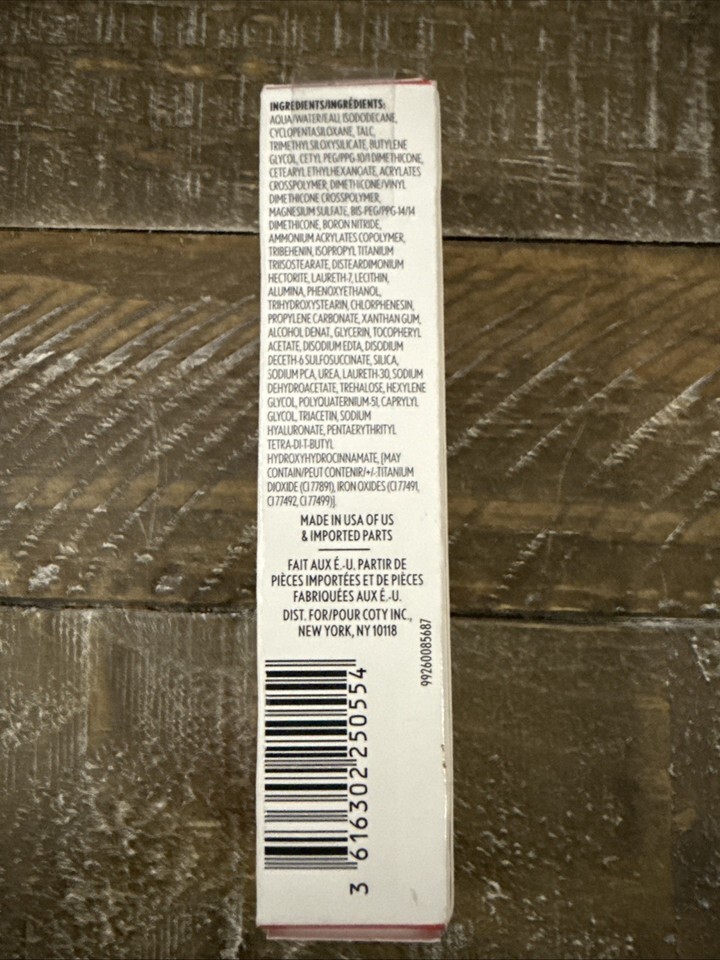 INGREDIENTS/INGRÉDIENTS:
AQUA/WATER/EAU, ISODODECANE,
CYCLOPENTASILOXANE, TALC,
TRIMETHYLSILOXYSILICATE, BUTYLENE
GLYCOL, CETYL PEG/PPG-10/1 DIMETHICONE,
CETEARYL ETHYLHEXANOATE, ACRYLATES
CROSSPOLYMER, DIMETHICONE/VINYL
DIMETHICONE CROSSPOLYMER,
MAGNESIUM SULFATE, BIS-PEG/PPG-14/14
DIMETHICONE, BORON NITRIDE,
AMMONIUM ACRYLATES COPOLYMER,
TRIBEHENIN, ISOPROPYL TITANIUM
TRIISOSTEARATE, DISTEARDIMONIUM
HECTORITE, LAURETH-7, LECITHIN,
ALUMINA, PHENOXYETHANOL,
TRIHYDROXYSTEARIN, CHLORPHENESIN,
PROPYLENE CARBONATE, XANTHAN GUM,
ALCOHOL DENAT., GLYCERIN, TOCOPHERYL
ACETATE, DISODIUM EDTA, DISODIUM
DECETH-6 SULFOSUCCINATE, SILICA,
SODIUM PCA, UREA, LAURETH-30, SODIUM
DEHYDROACETATE, TREHALOSE, HEXYLENE
GLYCOL, POLYQUATERNIUM-51, CAPRYLYL
GLYCOL, TRIACETIN, SODIUM
HYALURONATE, PENTAERYTHRITYL
TETRA-DI-T-BUTYL
HYDROXYHYDROCINNAMATE, [MAY
CONTAIN/PEUT CONTENIR/+/-:TITANIUM
DIOXIDE (CI 77891), IRON OXIDES (CI 77491,
CI 77492, CI 77499)].
MADE IN USA OF US
& IMPORTED PARTS
FAIT AUX É.-U. PARTIR DE
PIÈCES IMPORTÉES ET DE PIÈCES
FABRIQUÉES AUX É.-U.
DIST. FOR/POUR COTY INC.,
NEW YORK, NY 10118
99260085687
3 616302 250554